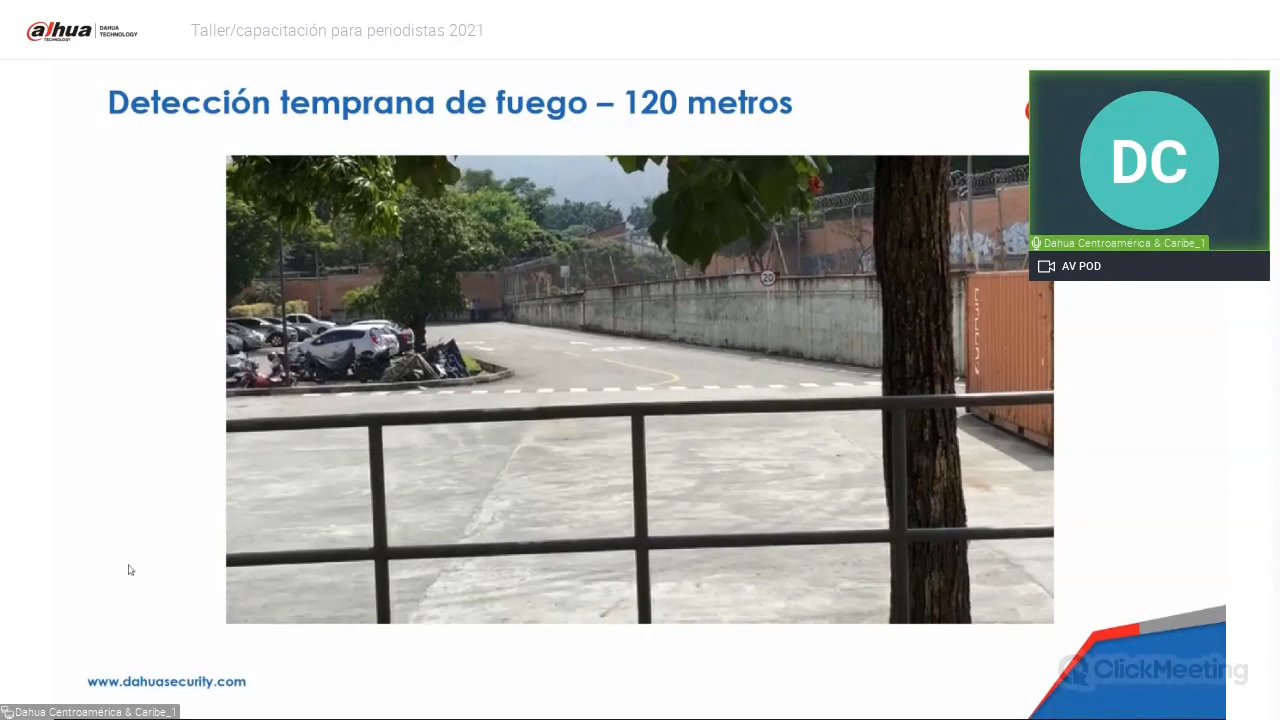 alhua
TECHNOLOGY
DAHUA
TECHNOLOGY
Taller/capacitación para periodistas 2021
Detección temprana de fuego – 120 metros
DC
Dahua Centroamérica & Caribe_1
AV POD
20
www.dahuasecurity.com
ClickMeeting
Dahua Centroamérica & Caribe_1